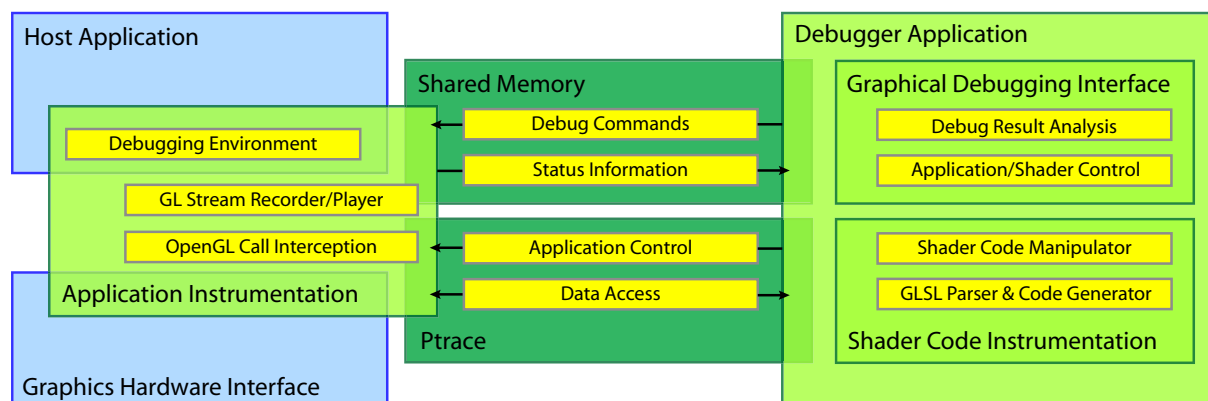 Host Application
Debugging Environment
GL Stream Recorder/Player
OpenGL Call Interception
Application Instrumentation
Graphics Hardware Interface
Shared Memory
Debug Commands
Status Information
Application Control
Data Access
Ptrace
Debugger Application
Graphical Debugging Interface
Debug Result Analysis
Application/Shader Control
Shader Code Manipulator
GLSL Parser & Code Generator
Shader Code Instrumentation